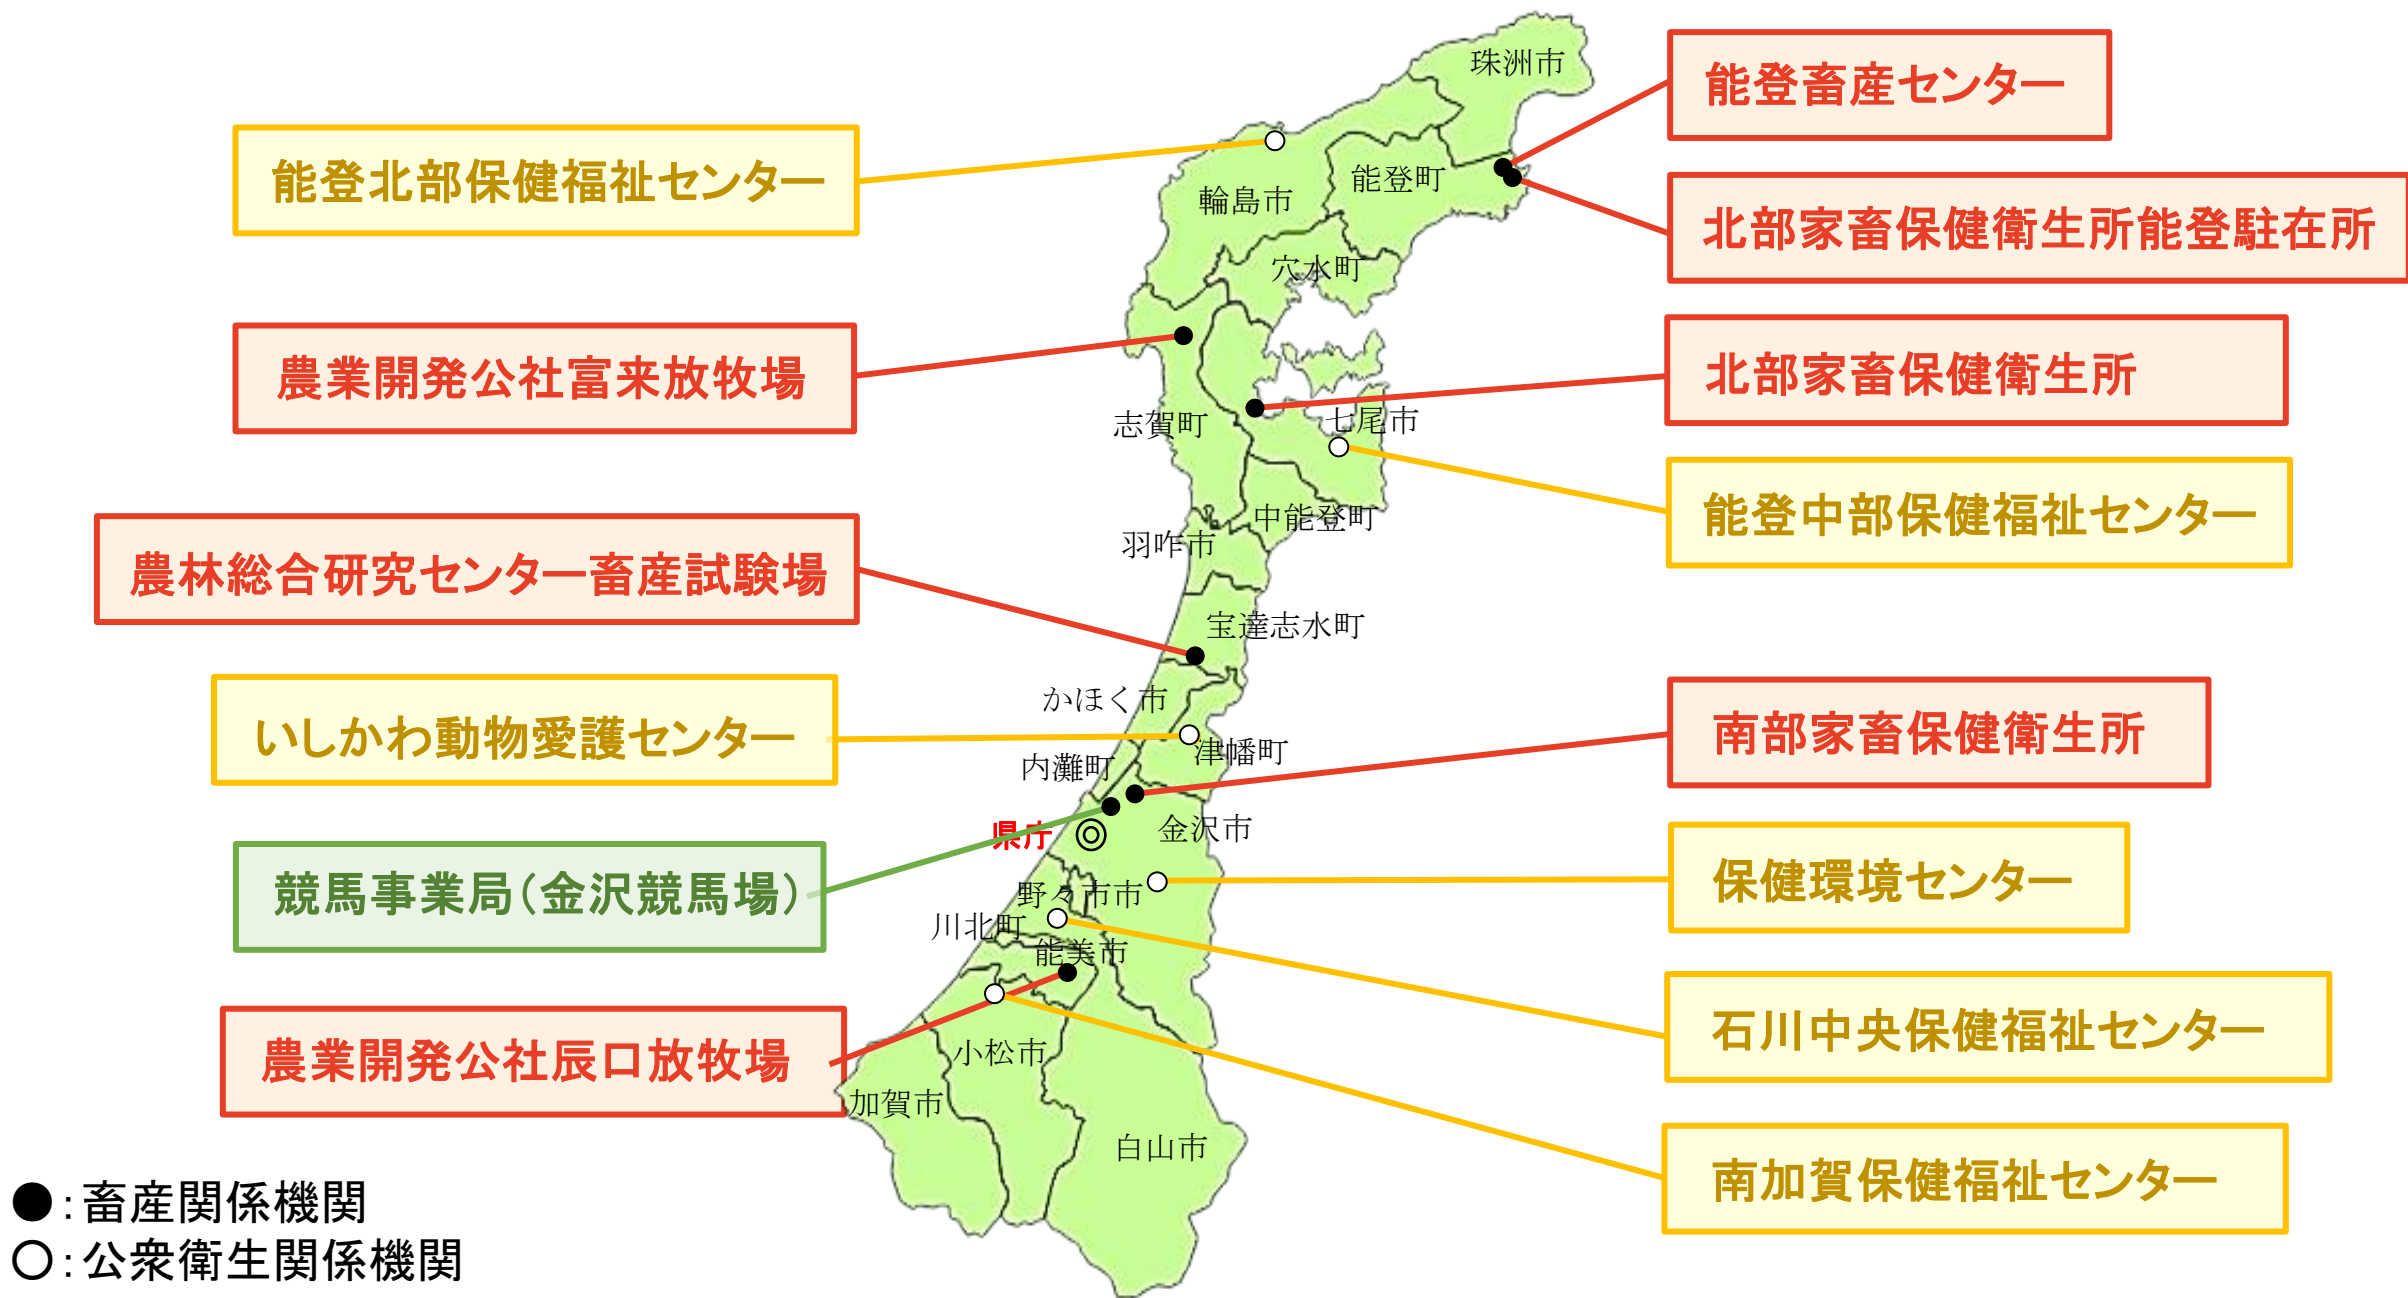 珠洲市
能登畜産センター
能登北部保健福祉センター
輪島市
能登町
北部家畜保健衛生所能登駐在所
穴水町
農業開発公社富来放牧場
北部家畜保健衛生所
志賀町
七尾市
能登中部保健福祉センター
中能登町
羽咋市
農林総合研究センター畜産試験場
宝達志水町
かほく市
いしかわ動物愛護センター
津幡町
南部家畜保健衛生所
内灘町
県庁
金沢市
競馬事業局（金沢競馬場）
野々市市
保健環境センター
川北町
能美市
石川中央保健福祉センター
農業開発公社辰口放牧場
小松市
加賀市
白山市
南加賀保健福祉センター
●：畜産関係機関
○：公衆衛生関係機関